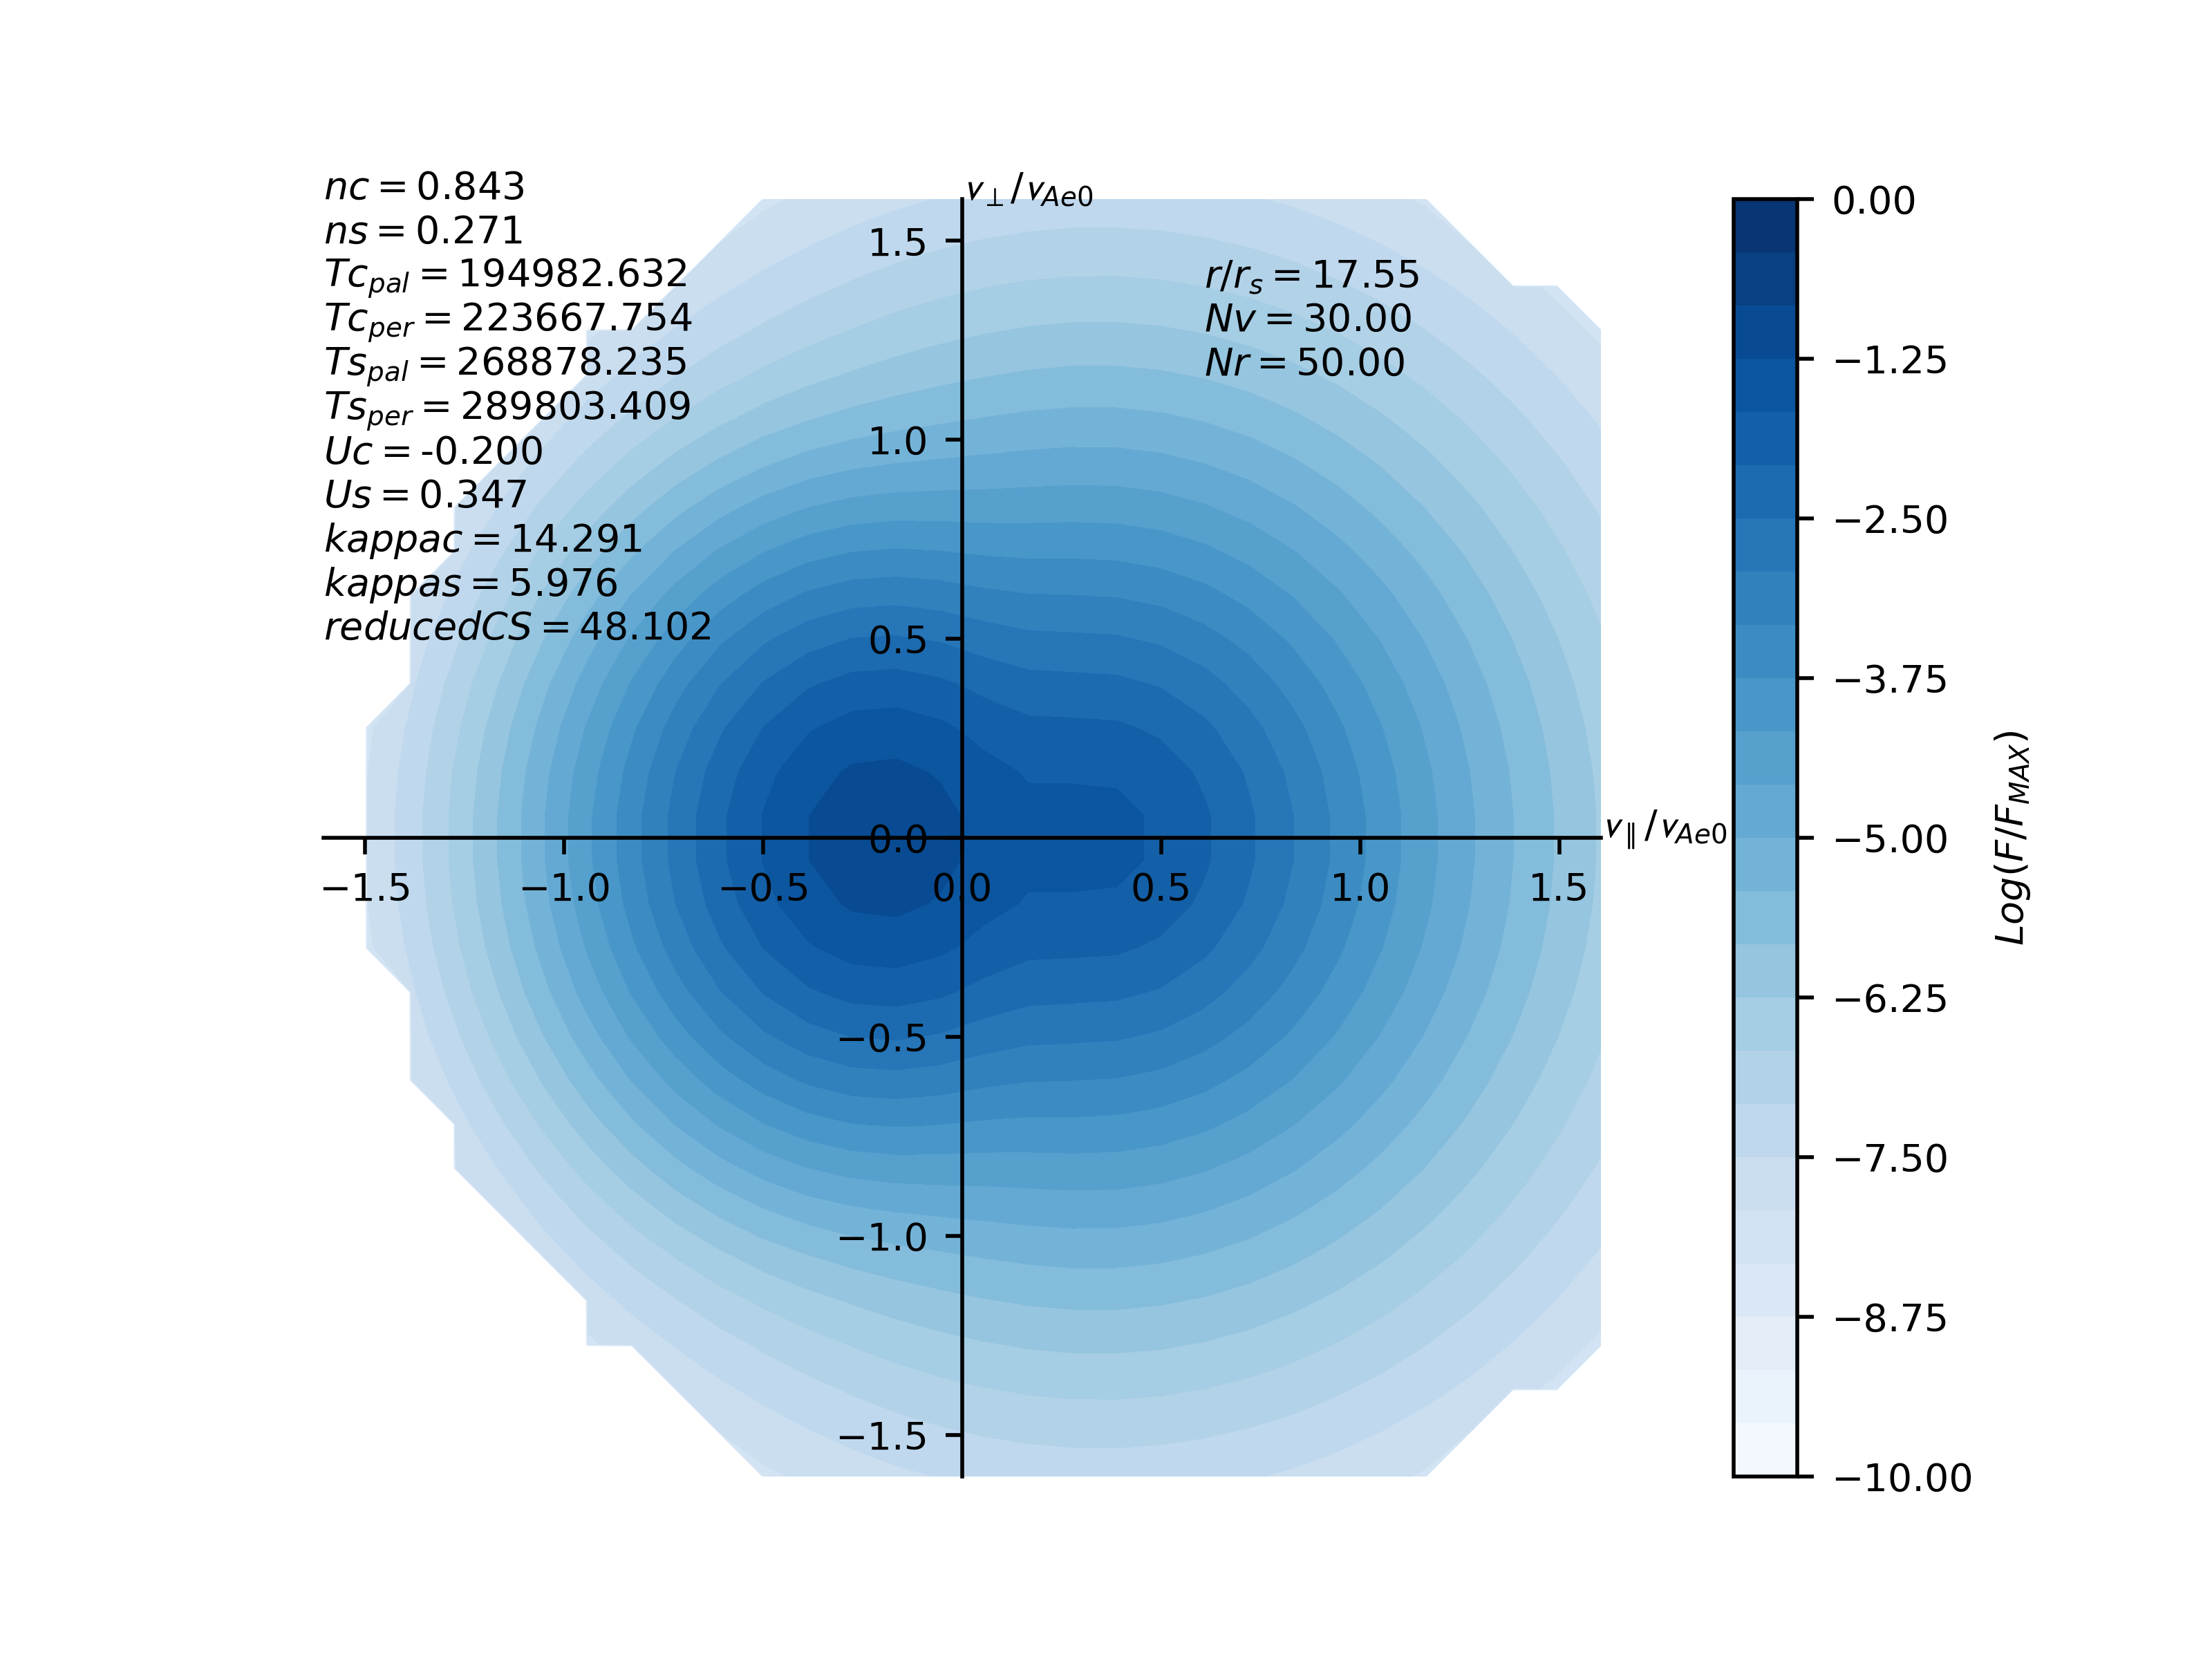 nc = 0.843
ns = 0.271
Tc_pal = 194982.632
Tc_per = 223667.754
Ts_pal = 268878.235
Ts_per = 289803.409
Uc = -0.200
Us = 0.347
kappac = 14.291
kappas = 5.976
reducedCS = 48.102
v⊥/v_Ae0
r/r_s = 17.55
Nv = 30.00
Nr = 50.00
1.5
1.0
0.5
0.0
−0.5
−1.0
−1.5
−1.5 −1.0 −0.5 0.0 0.5 1.0 1.5
v∥/v_Ae0
0.00
−1.25
−2.50
−3.75
−5.00
−6.25
−7.50
−8.75
−10.00
Log(F/F_MAX)